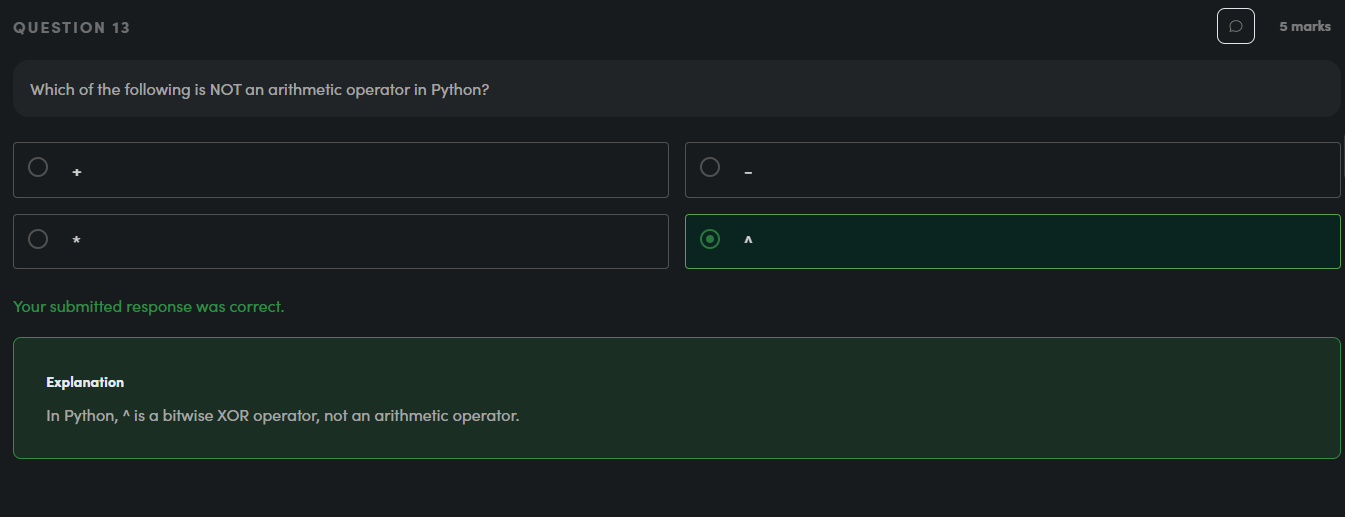 QUESTION 13
5 marks
Which of the following is NOT an arithmetic operator in Python?
+
-
*
^
Your submitted response was correct.
Explanation
In Python, ^ is a bitwise XOR operator, not an arithmetic operator.